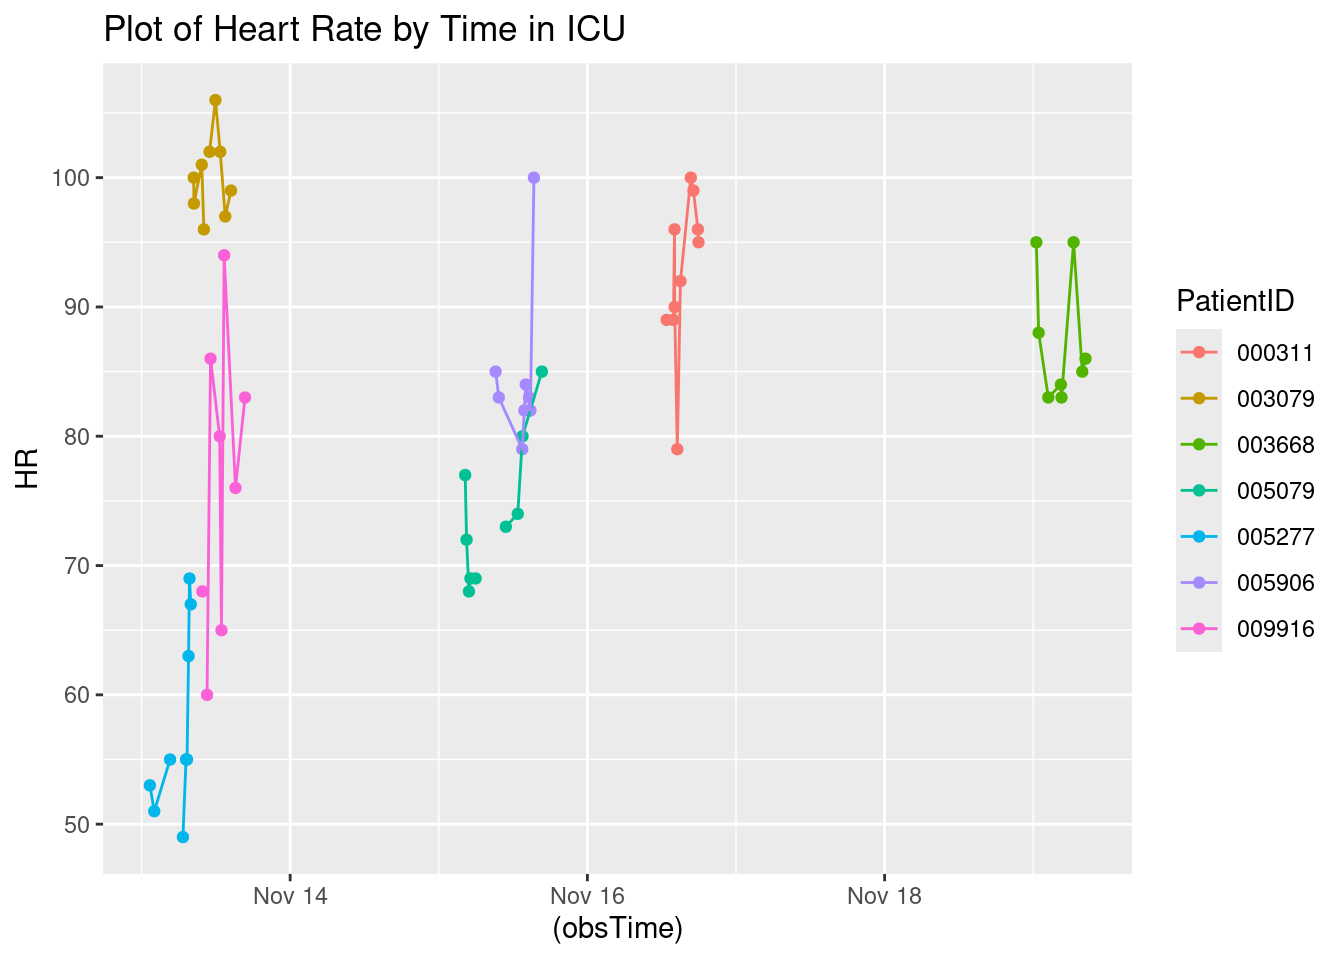 Plot of Heart Rate by Time in ICU
HR
100
90
80
70
60
50
Nov 14
Nov 16
Nov 18
(obsTime)
PatientID
000311
003079
003668
005079
005277
005906
009916